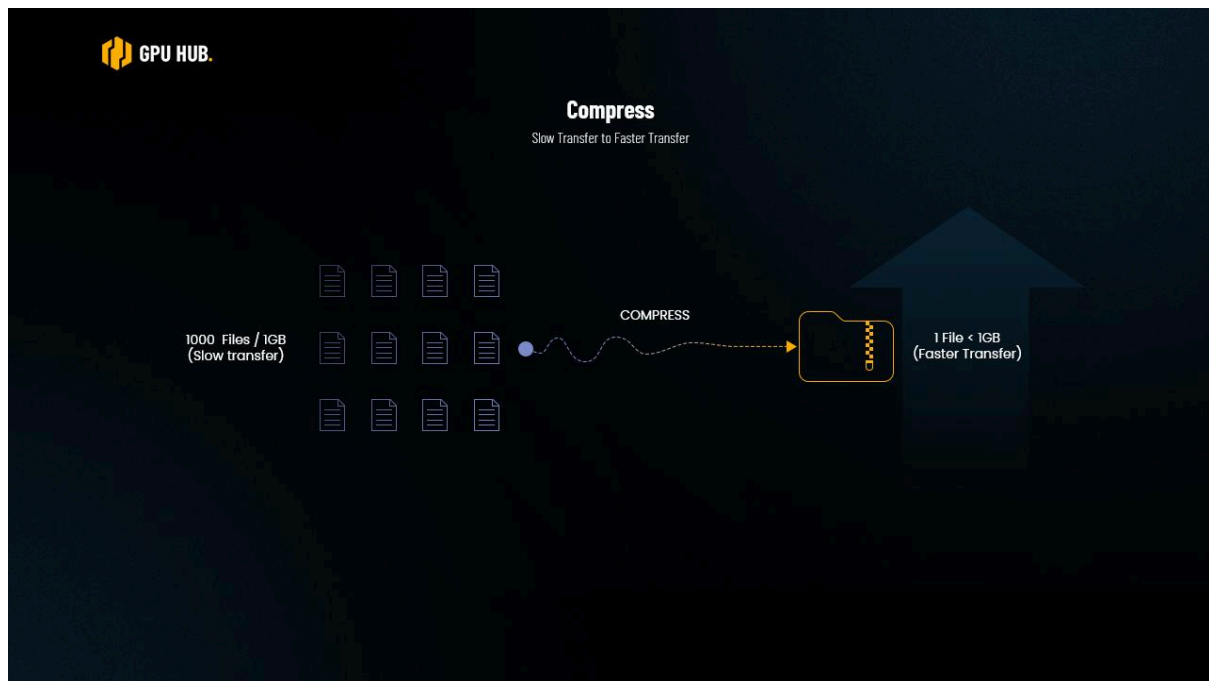 GPU HUB.
Compress
Slow Transfer to Faster Transfer
1000 Files / 1GB
(Slow transfer)
COMPRESS
1 File < 1GB
(Faster Transfer)